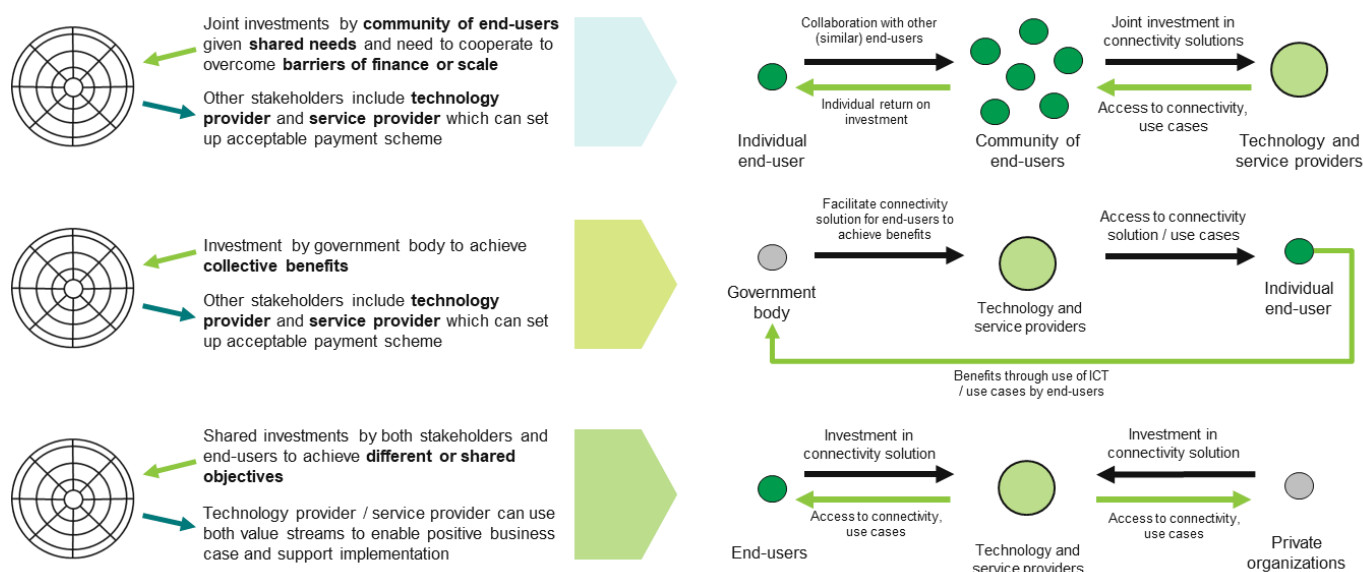 Joint investments by community of end-users
given shared needs and need to cooperate to
overcome barriers of finance or scale
Other stakeholders include technology
provider and service provider which can set
up acceptable payment scheme
Collaboration with other
(similar) end-users
Individual return on
investment
Individual
end-user
Community of
end-users
Joint investment in
connectivity solutions
Access to connectivity,
use cases
Technology and
service providers
Investment by government body to achieve
collective benefits
Other stakeholders include technology
provider and service provider which can set
up acceptable payment scheme
Facilitate connectivity
solution for end-users to
achieve benefits
Government
body
Technology and
service providers
Access to connectivity
solution / use cases
Individual
end-user
Benefits through use of ICT
/ use cases by end-users
Shared investments by both stakeholders and
end-users to achieve different or shared
objectives
Technology provider / service provider can use
both value streams to enable positive business
case and support implementation
Investment in
connectivity solution
Access to connectivity,
use cases
End-users
Technology and
service providers
Investment in
connectivity solution
Access to connectivity,
use cases
Private
organizations